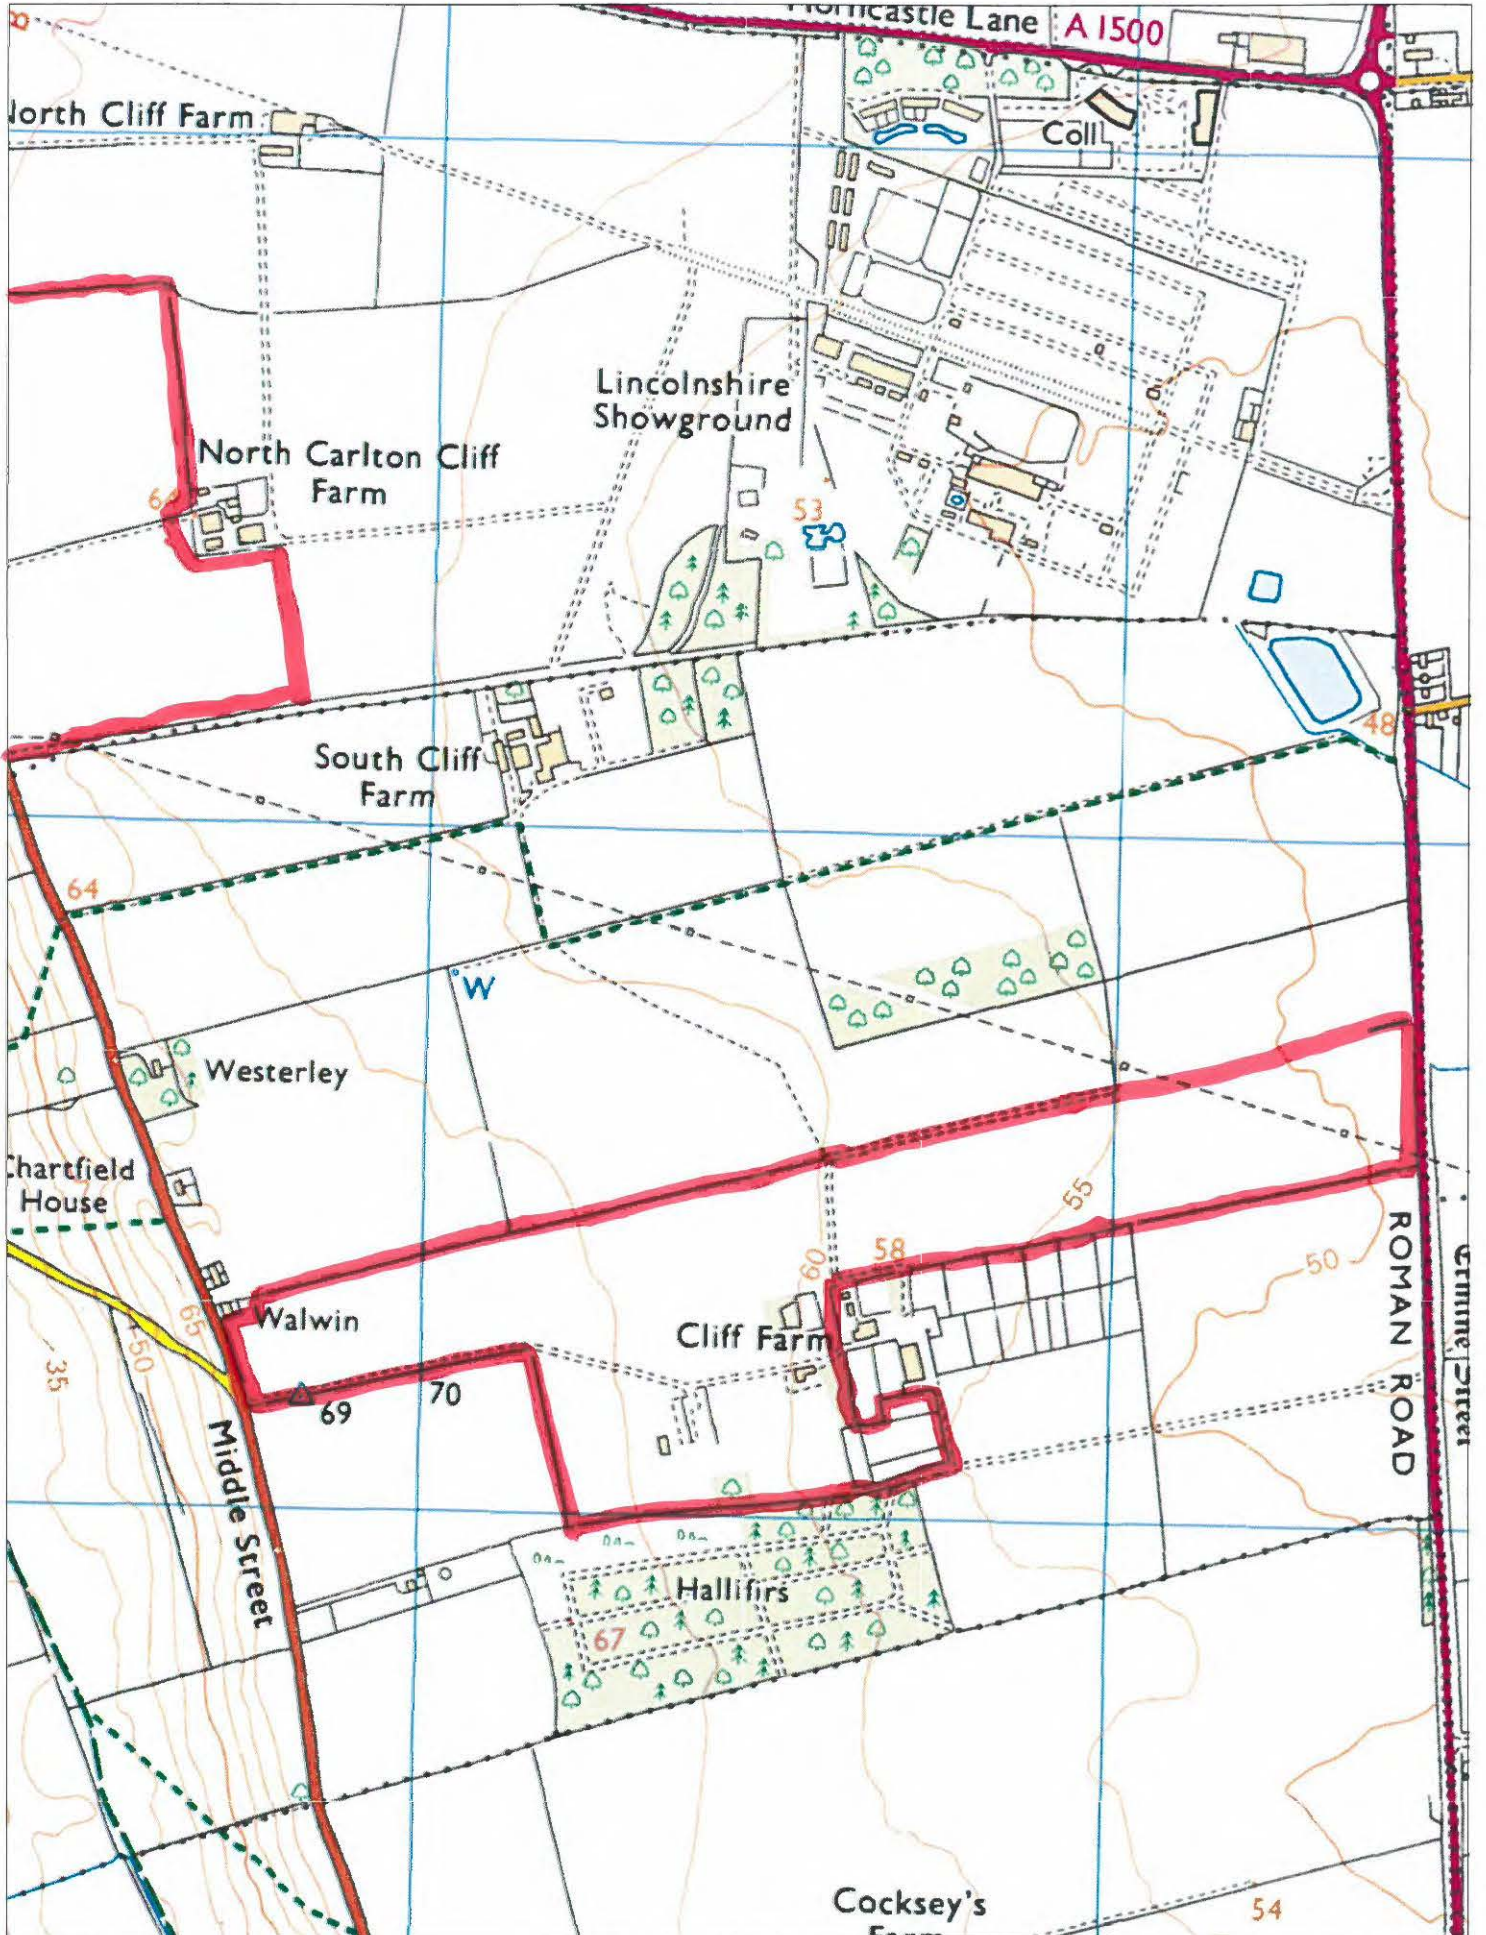 Horncastle Lane
A 1500
North Cliff Farm
Coll
Lincolnshire
Showground
North Carlton Cliff
Farm
53
48
South Cliff
Farm
64
W
Westerley
Chartfield
House
55
58
60
50
Walwin
65
Cliff Farm
50
35
69
70
ROMAN ROAD
Ermine Street
Middle Street
Hallifirs
67
Cocksey's
Farm
54